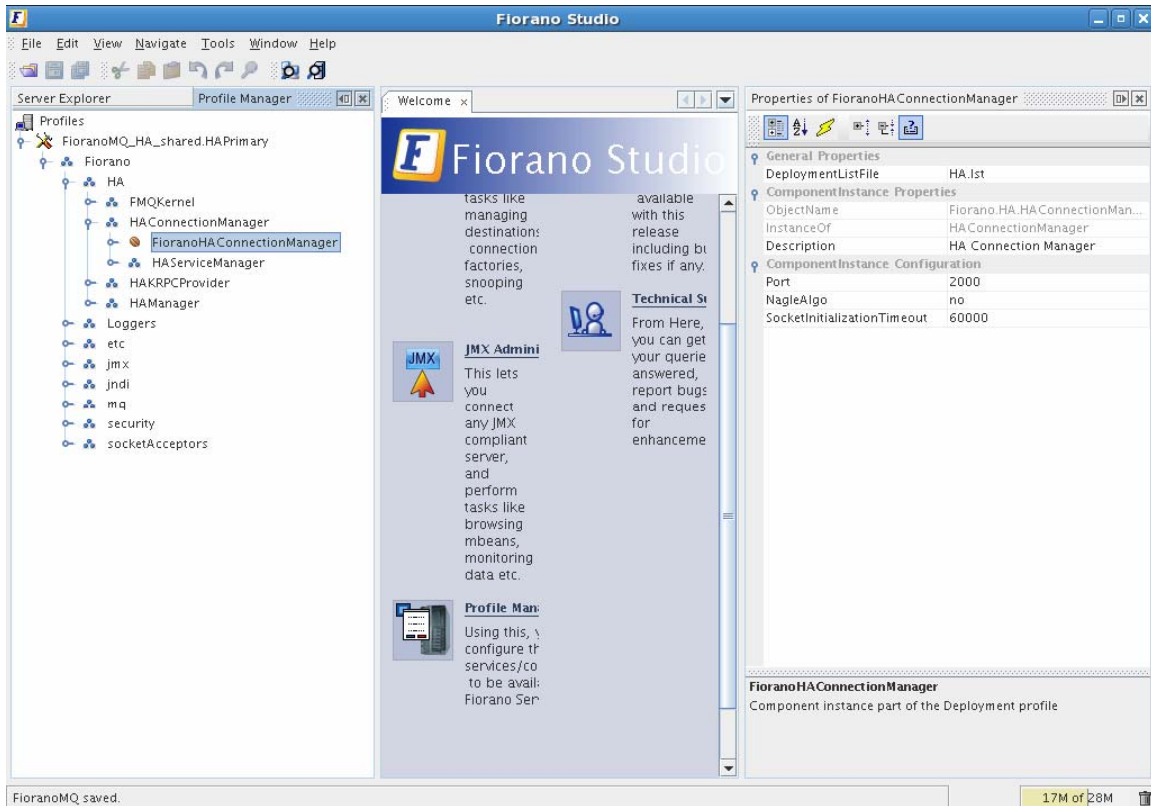 Fiorano Studio
File Edit View Navigate Tools Window Help
Server Explorer
Profile Manager
Profiles
FioranoMQ_HA_shared.HAPrimary
Fiorano
HA
FMQKernel
HAConnectionManager
FioranoHAConnectionManager
HAServiceManager
HAKRPCProvider
HAManager
Loggers
etc
jmx
jndi
mq
security
socketAcceptors
Welcome
Fiorano Studio
tasks like
managing
destinations
connection
factories,
snooping
etc.
JMX
JMX Admini
This lets
you
connect
any JMX
compliant
server,
and
perform
tasks like
browsing
mbeans,
monitoring
data etc.
Profile Man
Using this, y
configure th
services/co
to be avail
Fiorano Ser
available
with this
release
including bu
fixes if any.
Technical Su
From Here,
you can get
your querie
answered,
report bugs
and reques
for
enhanceme
Properties of FioranoHAConnectionManager
General Properties
DeploymentListFile HA.lst
ComponentInstance Properties
ObjectName Fiorano.HA.HAConnectionMan...
InstanceOf HAConnectionManager
Description HA Connection Manager
ComponentInstance Configuration
Port 2000
NagleAlgo no
SocketInitializationTimeout 60000
FioranoHAConnectionManager
Component instance part of the Deployment profile
FioranoMQ saved.
17M of 28M